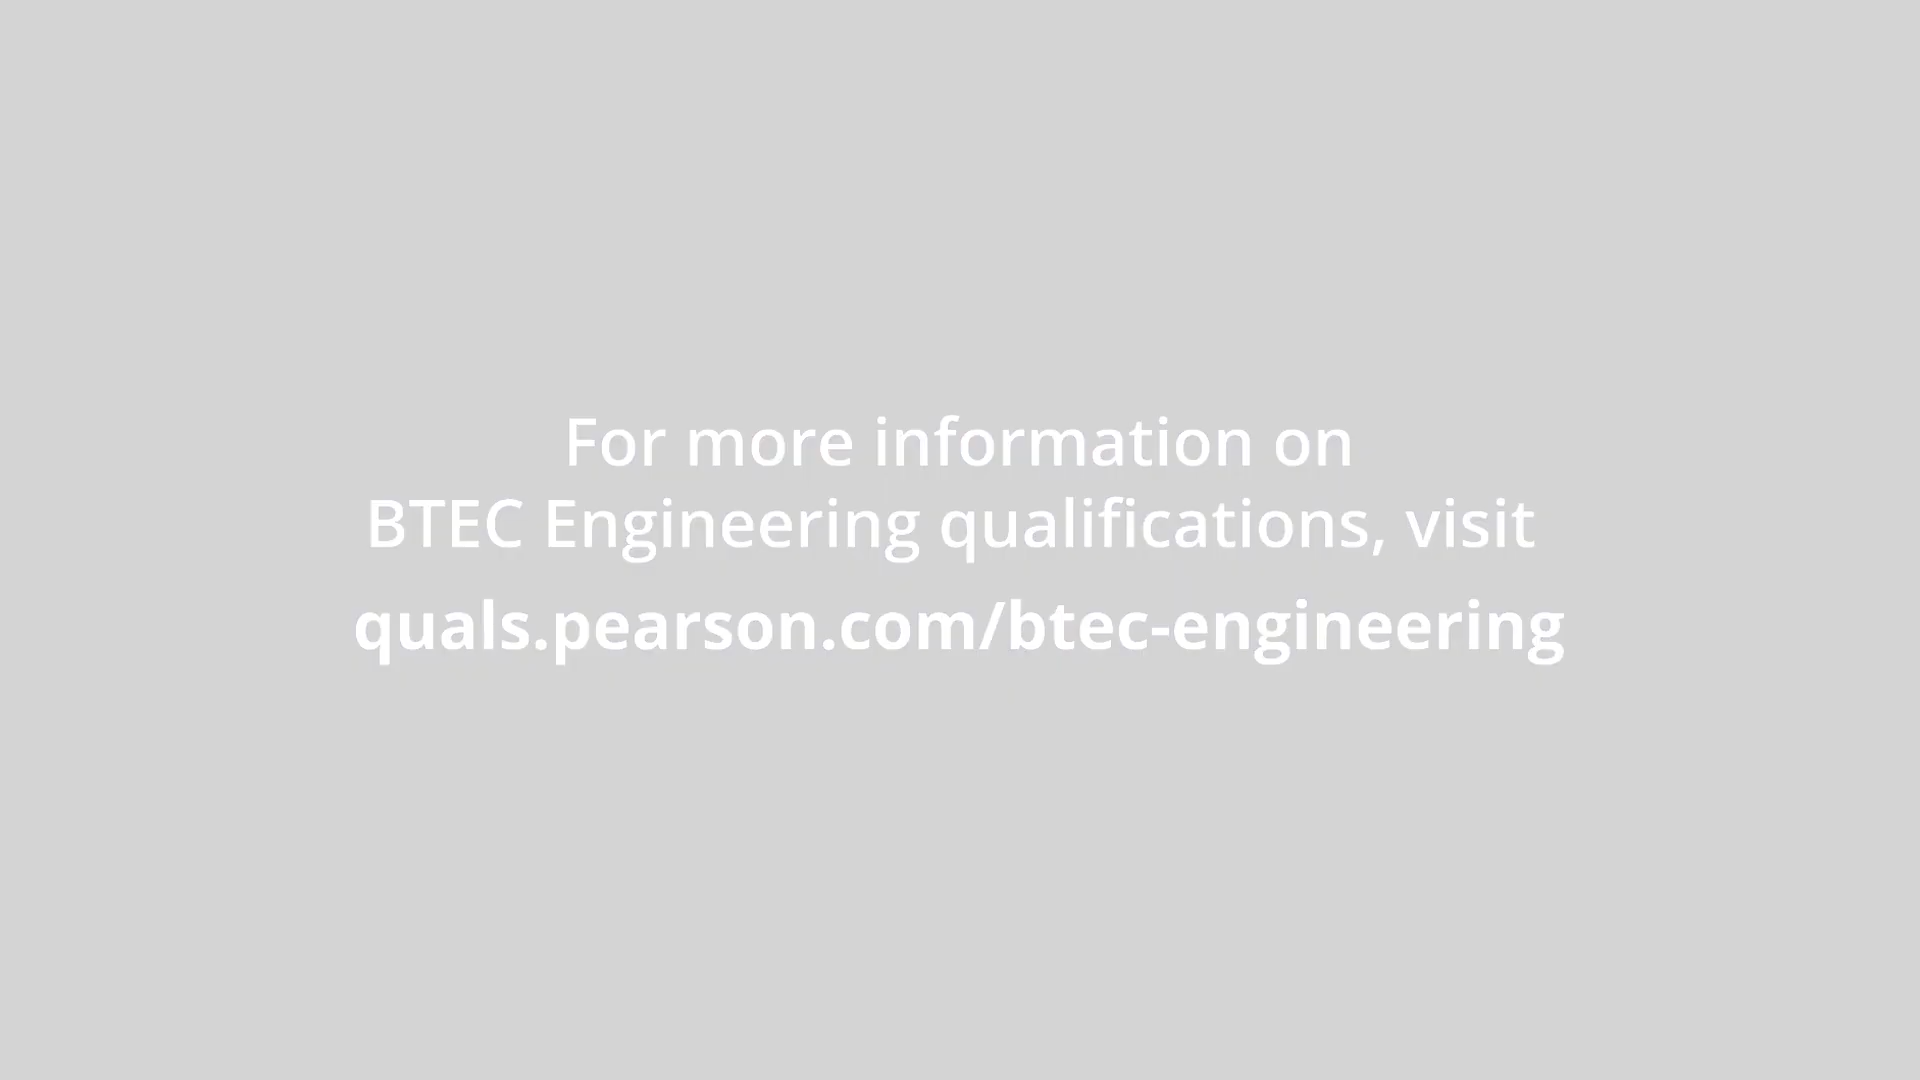 For more information on
BTEC Engineering qualifications, visit
quals.pearson.com/btec-engineering